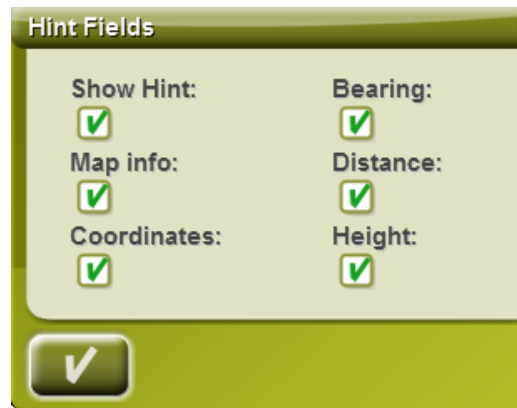 Hint Fields
Show Hint: Bearing:
Map info: Distance:
Coordinates: Height: